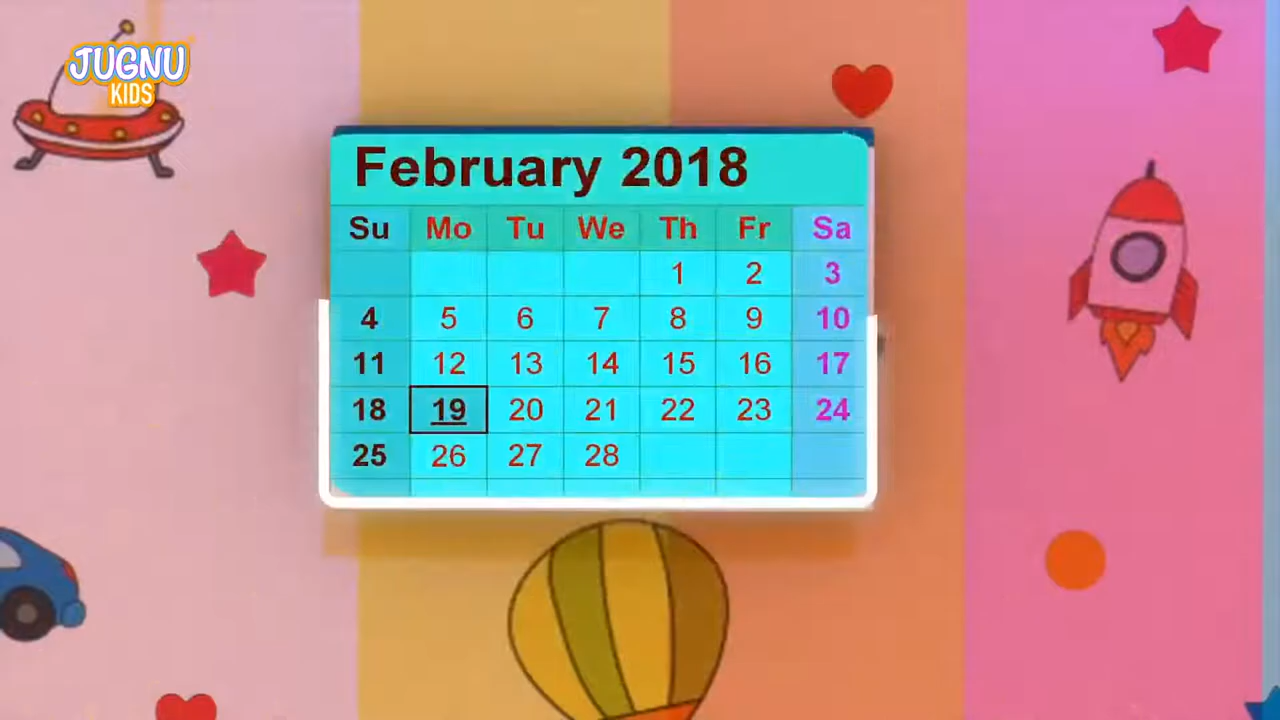 JUGNU
KIDS
February 2018
Su Mo Tu We Th Fr Sa
1 2 3
4 5 6 7 8 9 10
11 12 13 14 15 16 17
18 19 20 21 22 23 24
25 26 27 28